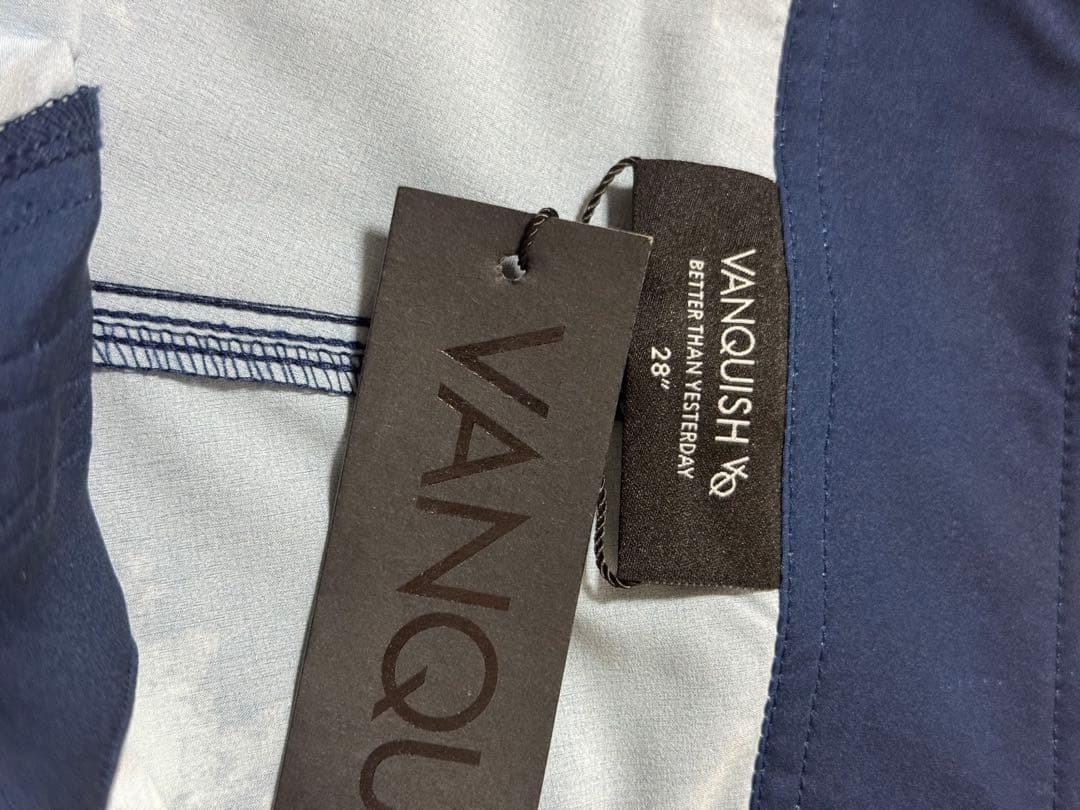 VANQU
VANQUISH VQ
BETTER THAN YESTERDAY
28"